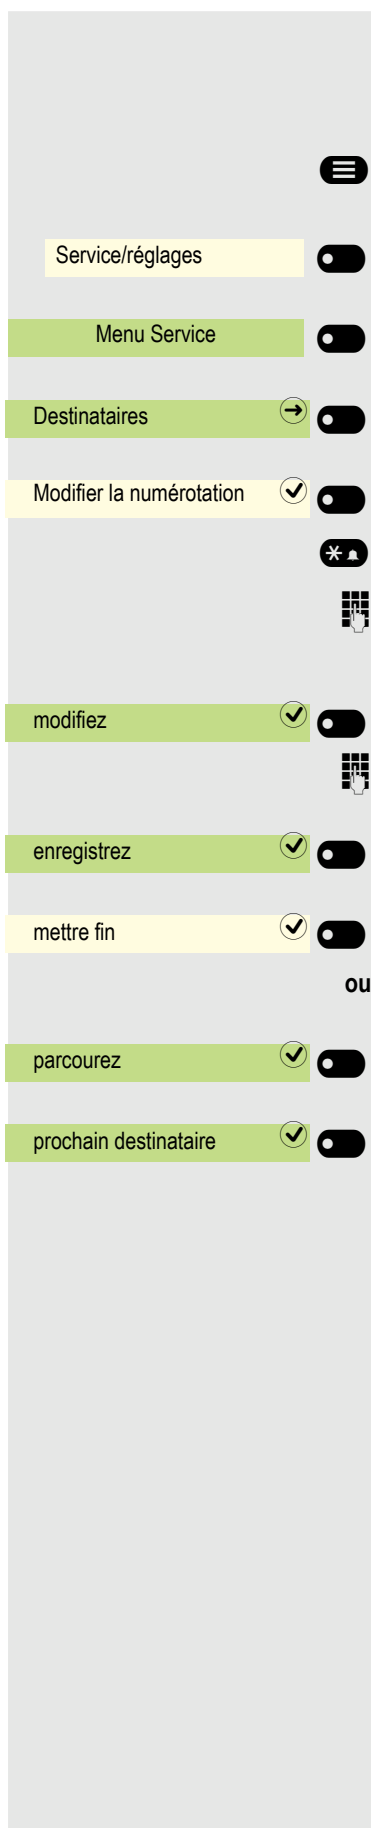 Service/réglages
Menu Service
Destinataires
Modifier la numérotation
modifiez
enregistrez
mettre fin
ou
parcourez
prochain destinataire